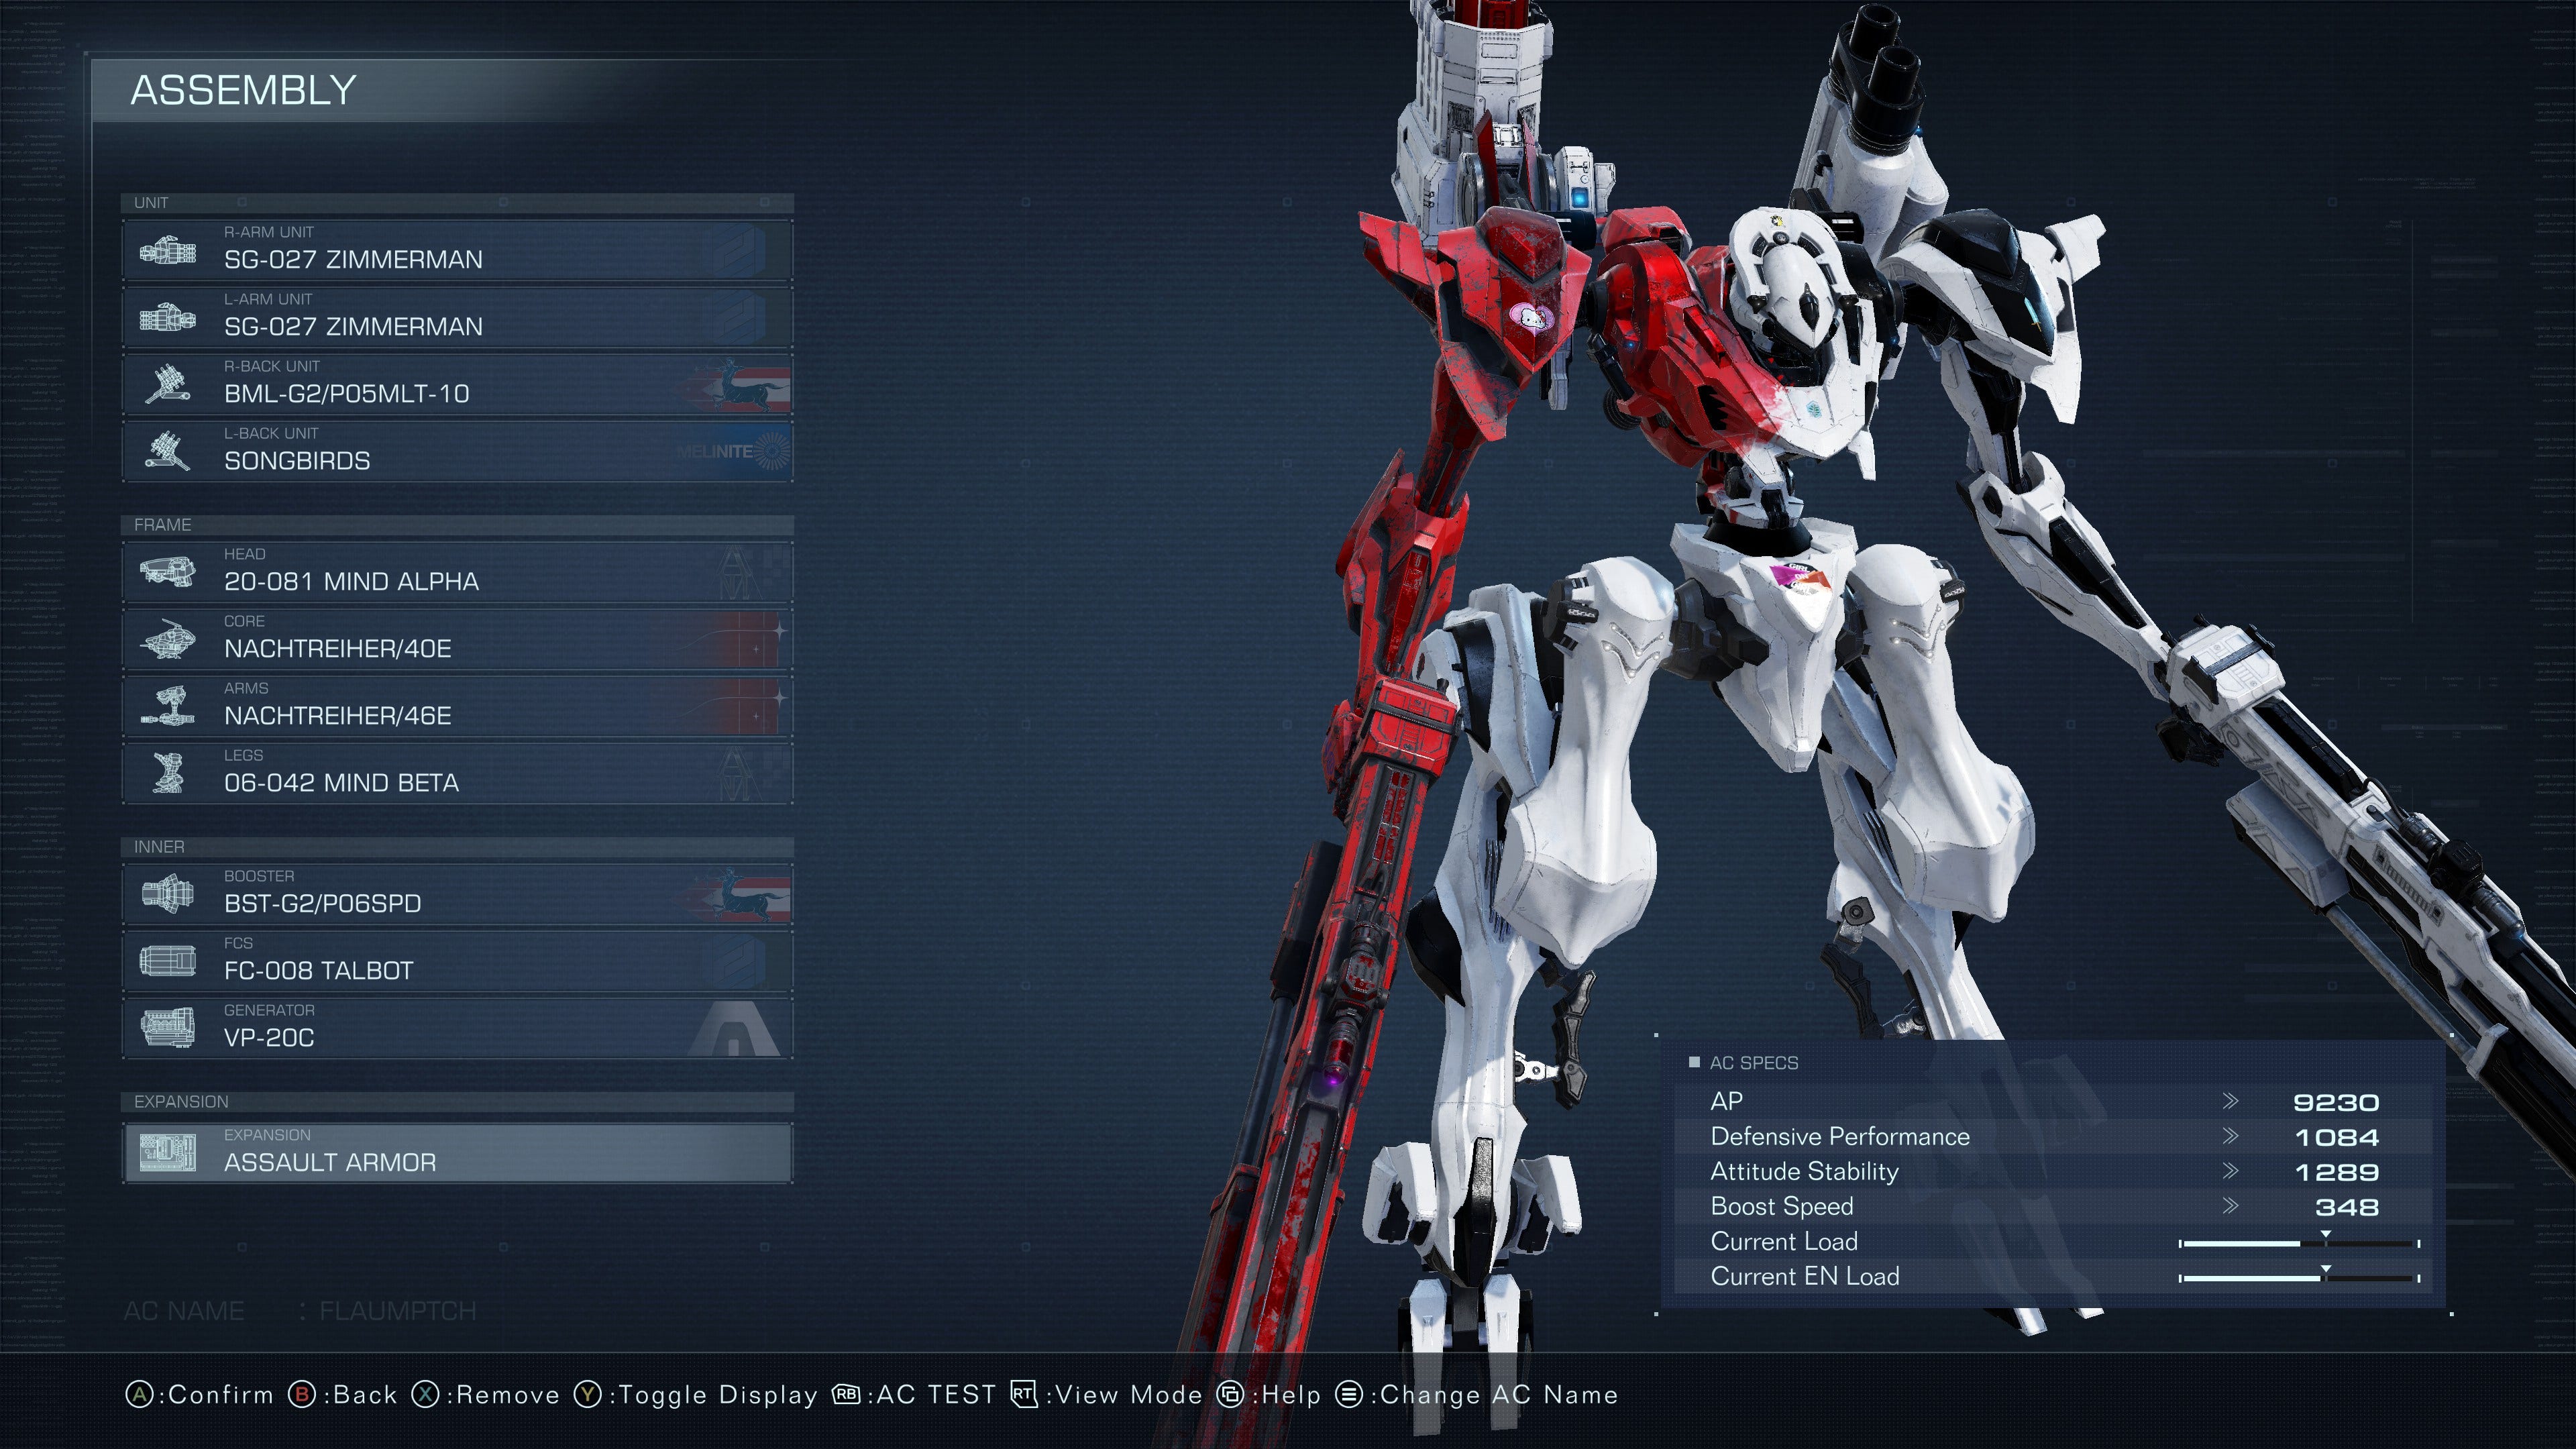 ASSEMBLY
UNIT
R-ARM UNIT
SG-027 ZIMMERMAN
L-ARM UNIT
SG-027 ZIMMERMAN
R-BACK UNIT
BML-G2/P05MLT-10
L-BACK UNIT
SONGBIRDS
MELINITE
FRAME
HEAD
20-081 MIND ALPHA
CORE
NACHTREIHER/40E
ARMS
NACHTREIHER/46E
LEGS
06-042 MIND BETA
INNER
BOOSTER
BST-G2/P06SPD
FCS
FC-008 TALBOT
GENERATOR
VP-20C
EXPANSION
EXPANSION
ASSAULT ARMOR
AC NAME : FLAUMPTCH
AC SPECS
AP 9230
Defensive Performance 1084
Attitude Stability 1289
Boost Speed 348
Current Load
Current EN Load
A:Confirm B:Back X:Remove Y:Toggle Display RB:AC TEST RT:View Mode :Help :Change AC Name